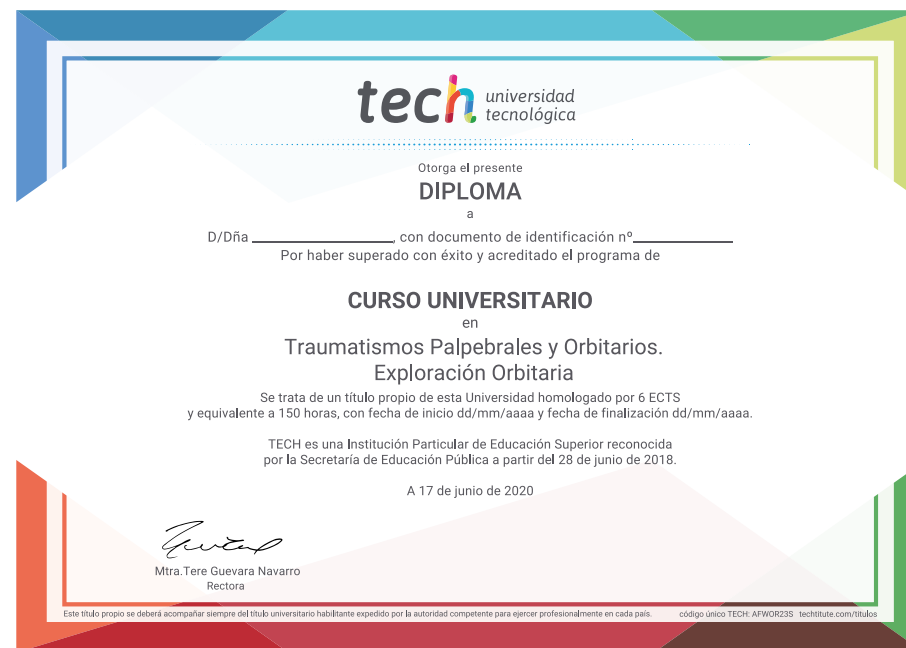 tech universidad
tecnológica
Otorga el presente
DIPLOMA
a
D/Dña ____________________, con documento de identificación nº______________
Por haber superado con éxito y acreditado el programa de
CURSO UNIVERSITARIO
en
Traumatismos Palpebrales y Orbitarios.
Exploración Orbitaria
Se trata de un título propio de esta Universidad homologado por 6 ECTS
y equivalente a 150 horas, con fecha de inicio dd/mm/aaaa y fecha de finalización dd/mm/aaaa.
TECH es una Institución Particular de Educación Superior reconocida
por la Secretaría de Educación Pública a partir del 28 de junio de 2018.
A 17 de junio de 2020
Mtra.Tere Guevara Navarro
Rectora
Este título propio se deberá acompañar siempre del título universitario habilitante expedido por la autoridad competente para ejercer profesionalmente en cada país. código único TECH: AFWOR23S techtitute.com/titulos